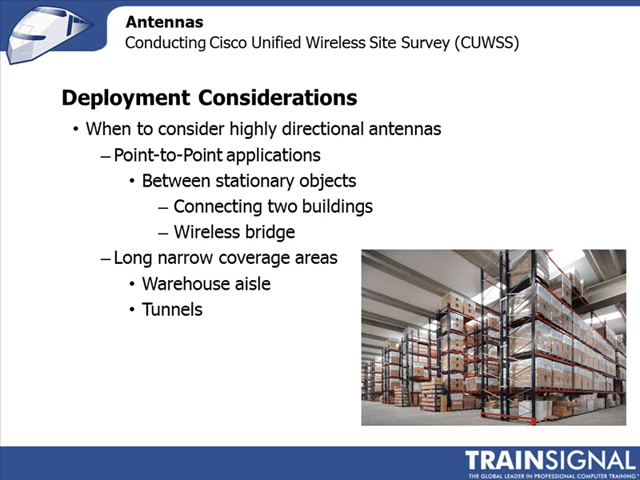 Antennas
Conducting Cisco Unified Wireless Site Survey (CUWSS)
Deployment Considerations
• When to consider highly directional antennas
– Point-to-Point applications
• Between stationary objects
– Connecting two buildings
– Wireless bridge
– Long narrow coverage areas
• Warehouse aisle
• Tunnels
TRAINSIGNAL
THE GLOBAL LEADER IN PROFESSIONAL COMPUTER TRAINING™